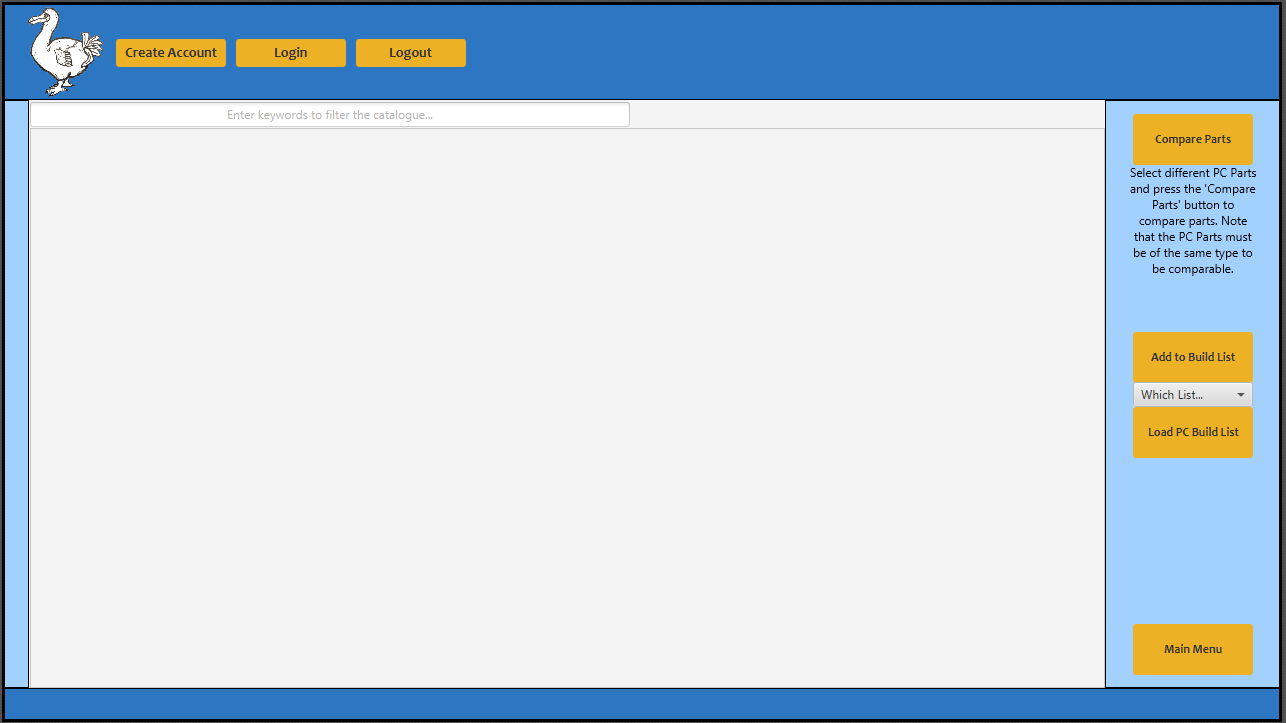 Create Account
Login
Logout
Enter keywords to filter the catalogue...
Compare Parts
Select different PC Parts
and press the 'Compare
Parts' button to
compare parts. Note
that the PC Parts must
be of the same type to
be comparable.
Add to Build List
Which List...
Load PC Build List
Main Menu